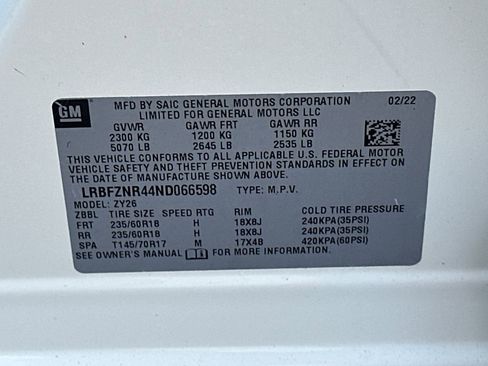 GM
MFD BY SAIC GENERAL MOTORS CORPORATION 02/22
LIMITED FOR GENERAL MOTORS LLC
GVWR GAWR FRT GAWR RR
2300 KG 1200 KG 1150 KG
5070 LB 2645 LB 2535 LB
THIS VEHICLE CONFORMS TO ALL APPLICABLE U.S. FEDERAL MOTOR
VEHICLE SAFETY, BUMPER, AND THEFT PREVENTION STANDARDS IN
EFFECT ON THE DATE OF MANUFACTURE SHOWN ABOVE.
LRBFZNR44ND066598 TYPE: M.P.V.
MODEL: ZY26
ZBBL TIRE SIZE SPEED RTG RIM COLD TIRE PRESSURE
FRT 235/60R18 H 18X8J 240KPA(35PSI)
RR 235/60R18 H 18X8J 240KPA(35PSI)
SPA T145/70R17 M 17X4B 420KPA(60PSI)
SEE OWNER'S MANUAL FOR MORE INFORMATION